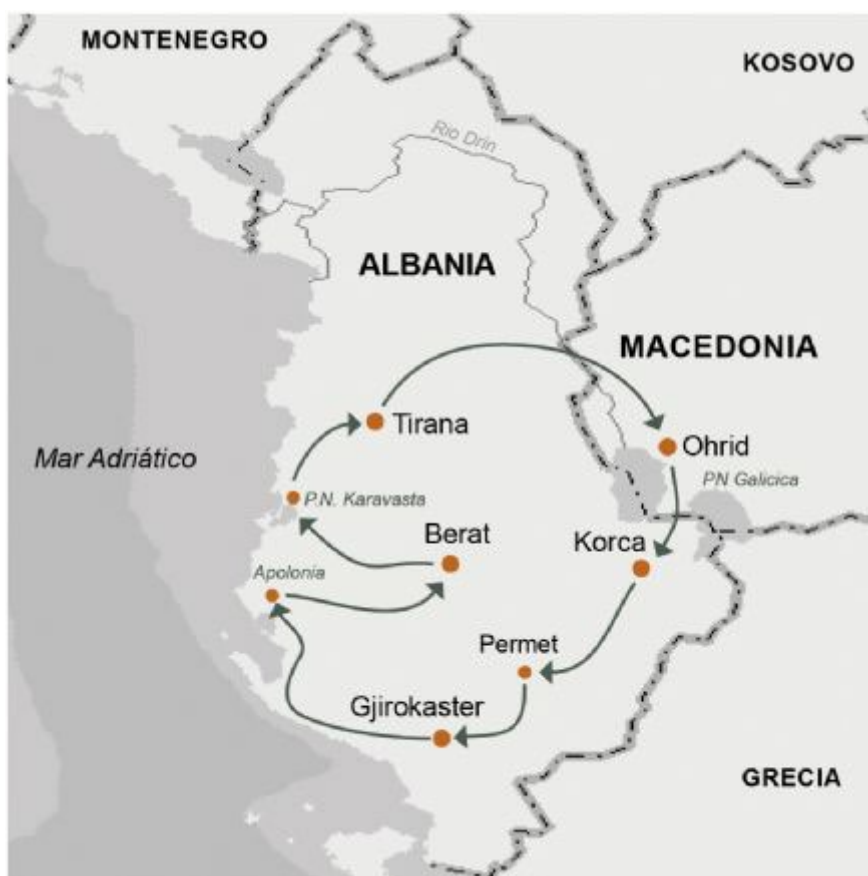 MONTENEGRO
KOSOVO
Rio Drin
ALBANIA
MACEDONIA
Tirana
Ohrid
Mar Adriático
PN Galicica
P.N. Karavasta
Berat
Korca
Apolonia
Permet
Gjirokaster
GRECIA